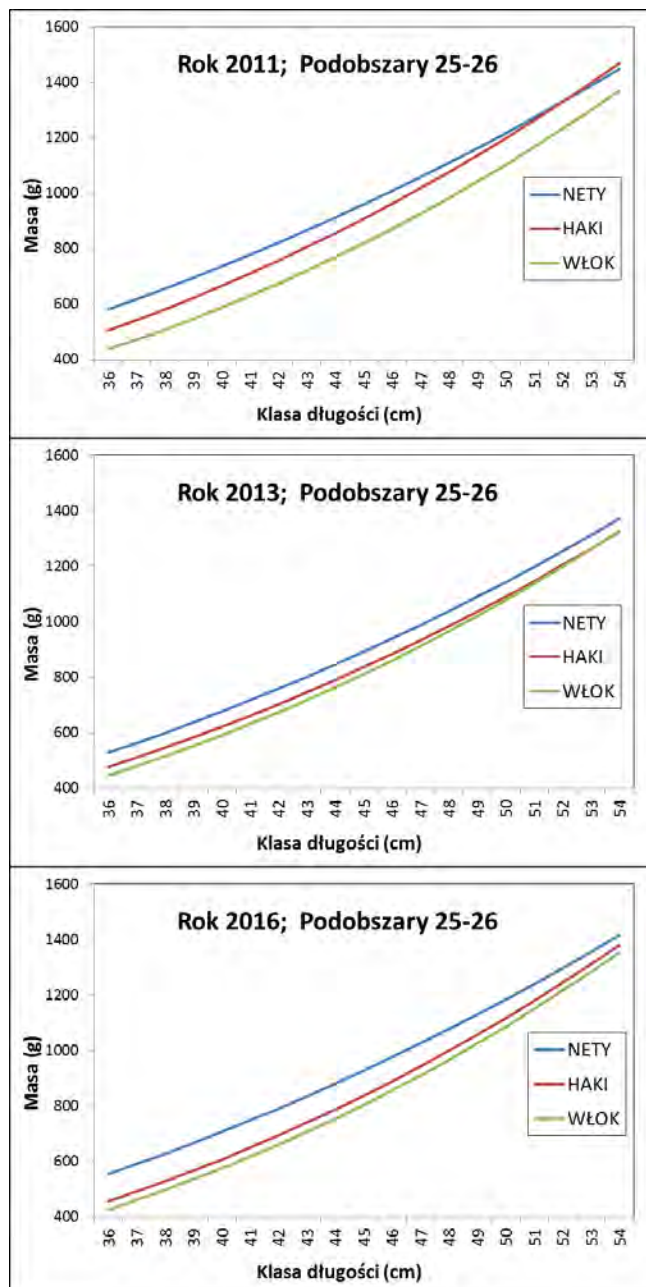 Rok 2011; Podobszary 25-26
Masa (g)
1600
1400
1200
1000
800
600
400
NETY
HAKI
WŁOK
36 37 38 39 40 41 42 43 44 45 46 47 48 49 50 51 52 53 54
Klasa długości (cm)
Rok 2013; Podobszary 25-26
Masa (g)
1600
1400
1200
1000
800
600
400
NETY
HAKI
WŁOK
36 37 38 39 40 41 42 43 44 45 46 47 48 49 50 51 52 53 54
Klasa długości (cm)
Rok 2016; Podobszary 25-26
Masa (g)
1600
1400
1200
1000
800
600
400
NETY
HAKI
WŁOK
36 37 38 39 40 41 42 43 44 45 46 47 48 49 50 51 52 53 54
Klasa długości (cm)